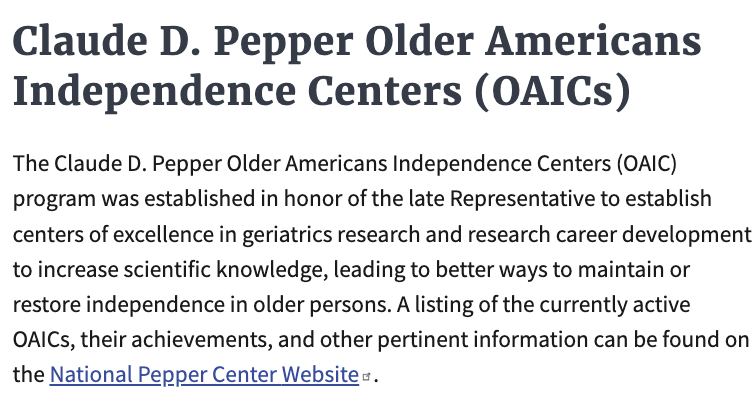 Claude D. Pepper Older Americans
Independence Centers (OAICs)
The Claude D. Pepper Older Americans Independence Centers (OAIC)
program was established in honor of the late Representative to establish
centers of excellence in geriatrics research and research career development
to increase scientific knowledge, leading to better ways to maintain or
restore independence in older persons. A listing of the currently active
OAICs, their achievements, and other pertinent information can be found on
the National Pepper Center Website.